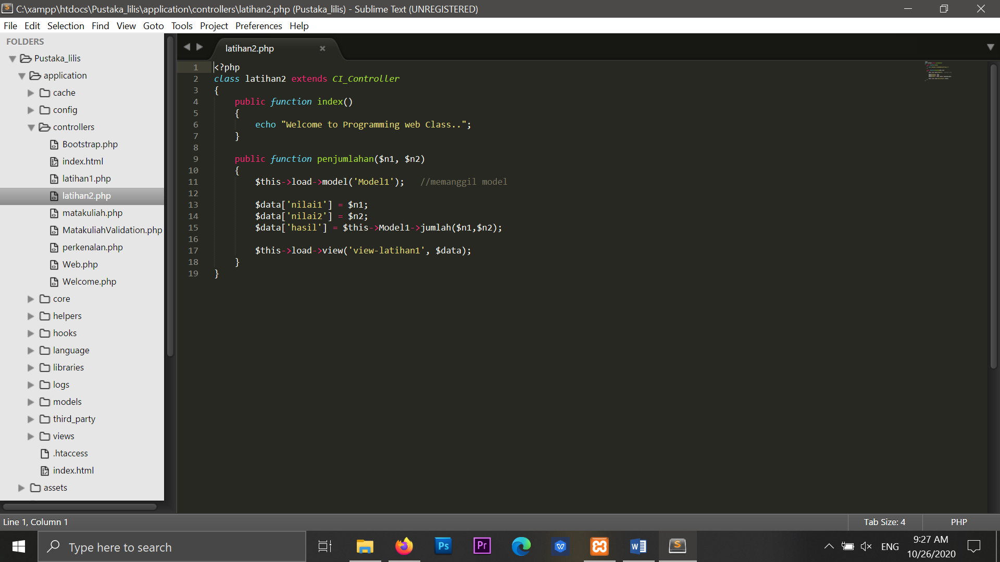 C:\xampp\htdocs\Pustaka_lilis\application\controllers\latihan2.php (Pustaka_lilis) - Sublime Text (UNREGISTERED)
File Edit Selection Find View Goto Tools Project Preferences Help
FOLDERS
Pustaka_lilis
application
cache
config
controllers
Bootstrap.php
index.html
latihan1.php
latihan2.php
matakuliah.php
MatakuliahValidation.php
perkenalan.php
Web.php
Welcome.php
core
helpers
hooks
language
libraries
logs
models
third_party
views
.htaccess
index.html
assets
latihan2.php
1 <?php
2 class latihan2 extends CI_Controller
3 {
4     public function index()
5     {
6         echo "Welcome to Programming web Class..";
7     }
8
9     public function penjumlahan($n1, $n2)
10     {
11         $this->load->model('Model1');   //memanggil model
12
13         $data['nilai1'] = $n1;
14         $data['nilai2'] = $n2;
15         $data['hasil'] = $this->Model1->jumlah($n1,$n2);
16
17         $this->load->view('view-latihan1', $data);
18     }
19 }
Line 1, Column 1
Tab Size: 4
PHP
Type here to search
Ps
Pr
ENG
9:27 AM
10/26/2020